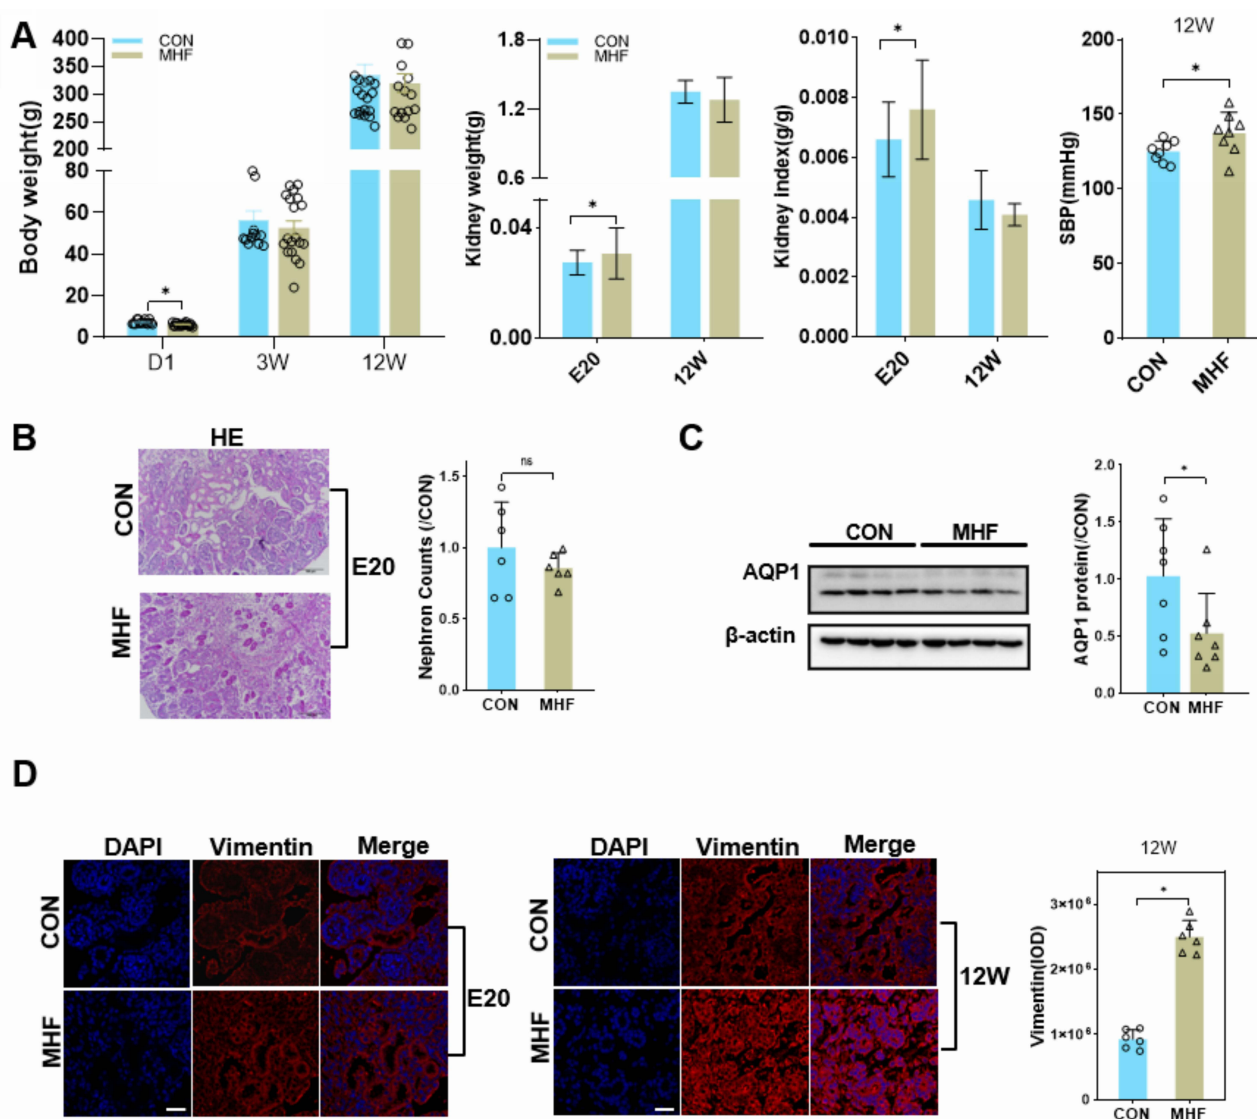 A
Body weight(g)
400
350
300
250
200
80
60
40
20
0
CON
MHF
*
D1
3W
12W
Kidney weight(g)
1.8
1.2
0.6
0.04
0.00
CON
MHF
*
E20
12W
Kidney index(g/g)
0.010
0.008
0.006
0.004
0.002
0.000
*
E20
12W
12W
SBP(mmHg)
200
150
100
50
0
*
CON
MHF
B
HE
CON
MHF
E20
Nephron Counts (/CON)
1.5
1.0
0.5
0.0
ns
CON
MHF
C
CON
MHF
AQP1
β-actin
AQP1 protein(/CON)
2.0
1.5
1.0
0.5
0.0
*
CON
MHF
D
DAPI
Vimentin
Merge
CON
MHF
E20
DAPI
Vimentin
Merge
CON
MHF
12W
12W
Vimentin(IOD)
3×10⁶
2×10⁶
1×10⁶
0
*
CON
MHF